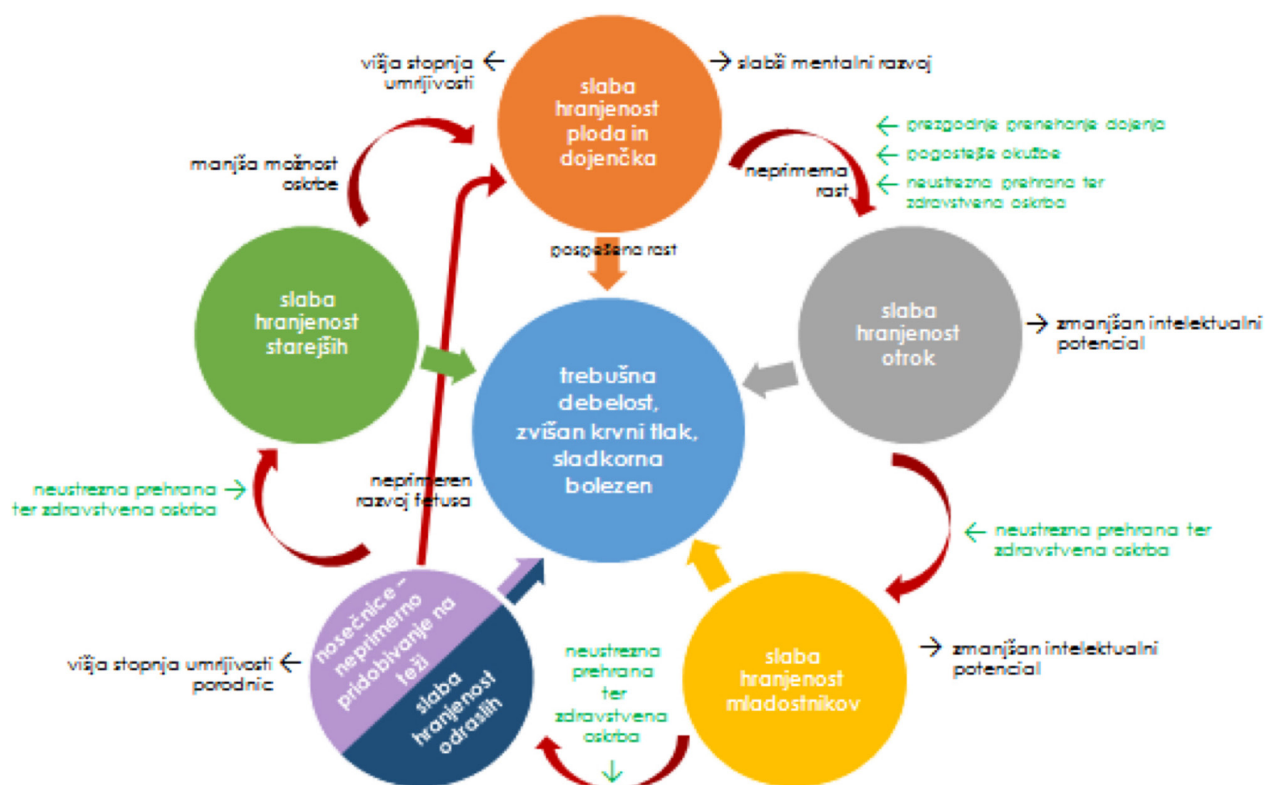 višja stopnja
umrljivosti
slaba
hranjenost
ploda in
dojenčka
slabši mentalni razvoj
prezgodnje prenehanje dojenja
pogostejše okužbe
neustrezna prehrana ter
zdravstvena oskrba
neprimerna
rast
manjša možnost
oskrbe
pospešena rast
slaba
hranjenost
starejših
slaba
hranjenost
otrok
zmanjšan intelektualni
potencial
trebušna
debelost,
zvišan krvni tlak,
sladkorna
bolezen
neustrezna prehrana
ter zdravstvena oskrba
neprimeren
razvoj fetusa
neustrezna prehrana ter
zdravstvena oskrba
nosečnice –
neprimerno
pridobivanje na
teži
slaba
hranjenost
odraslih
višja stopnja umrljivosti
porodnic
neustrezna
prehrana
ter
zdravstvena
oskrba
slaba
hranjenost
mladostnikov
zmanjšan intelektualni
potencial